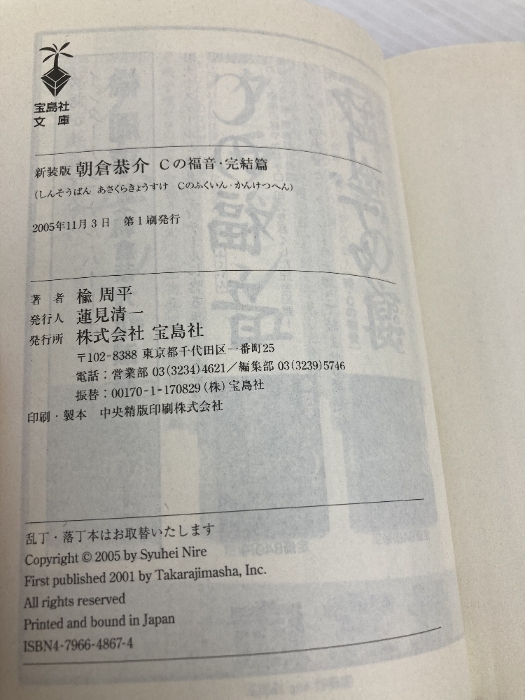 宝島社
文庫
新装版 朝倉恭介 Cの福音・完結篇
(しんそうばん あさくらきょうすけ Cのふくいん・かんけつへん)
2005年11月3日 第1刷発行
著 者 楡 周平
発行人 蓮見清一
発行所 株式会社 宝島社
〒102-8388 東京都千代田区一番町25
電話：営業部 03(3234)4621／編集部 03(3239)5746
振替：00170-1-170829 (株) 宝島社
印刷・製本 中央精版印刷株式会社
乱丁・落丁本はお取替いたします
Copyright © 2005 by Syuhei Nire
First published 2001 by Takarajimasha, Inc.
All rights reserved
Printed and bound in Japan
ISBN4-7966-4867-4